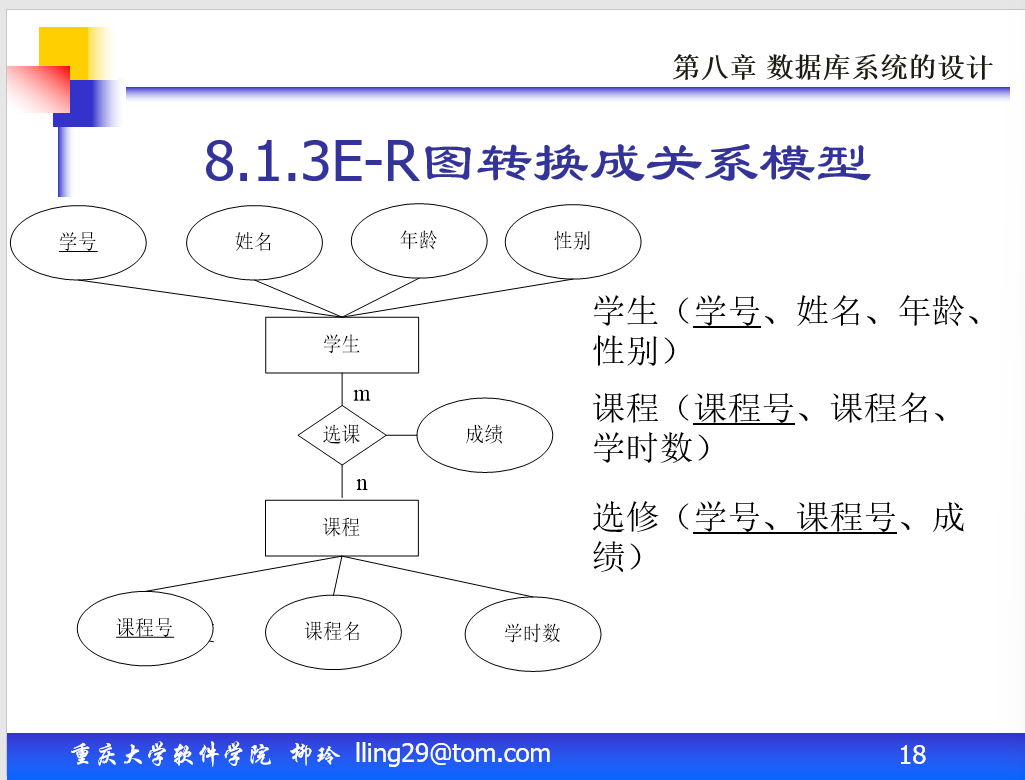 第八章 数据库系统的设计
8.1.3E-R图转换成关系模型
学号
姓名
年龄
性别
学生
m
选课
成绩
n
课程
课程号
课程名
学时数
学生（学号、姓名、年龄、
性别）
课程（课程号、课程名、
学时数）
选修（学号、课程号、成
绩）
重庆大学软件学院 柳玲 lling29@tom.com
18